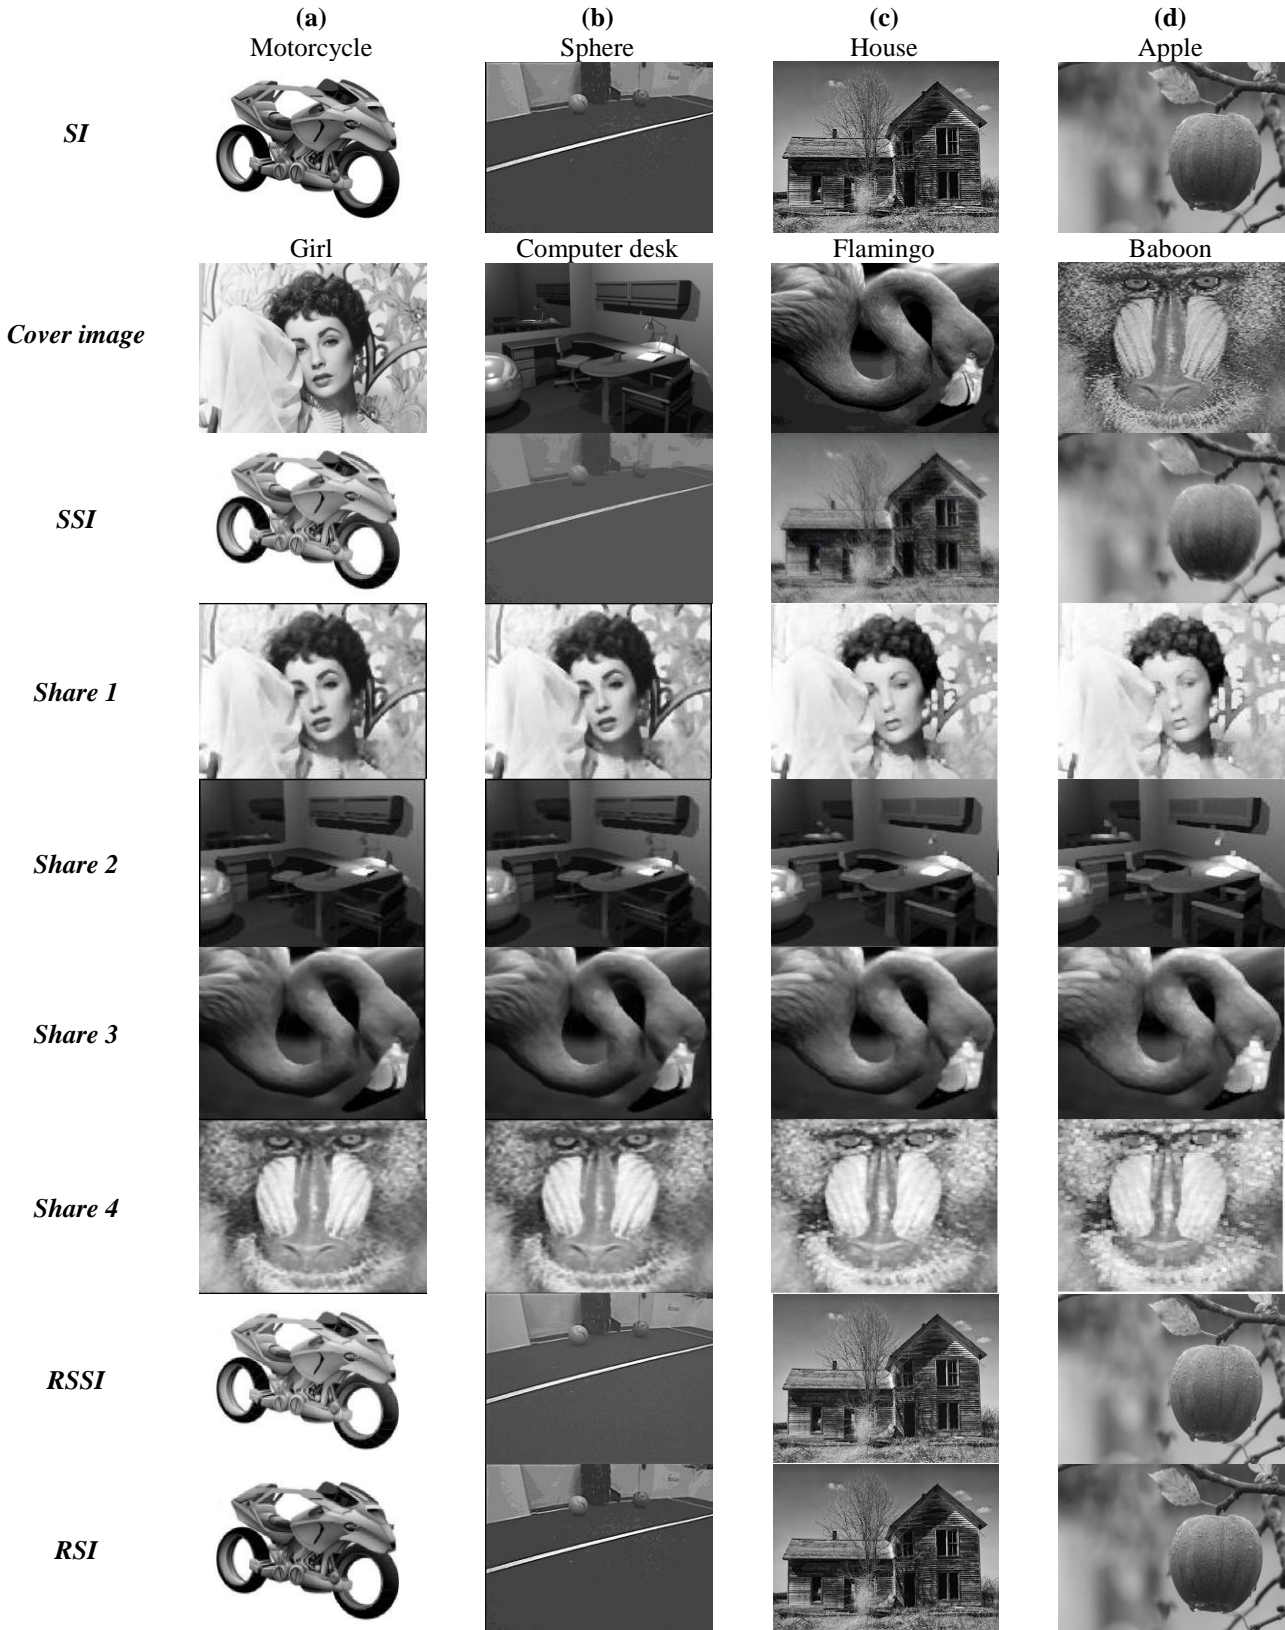 (a) (b) (c) (d)
Motorcycle Sphere House Apple
SI
Girl Computer desk Flamingo Baboon
Cover image
SSI
Share 1
Share 2
Share 3
Share 4
RSSI
RSI